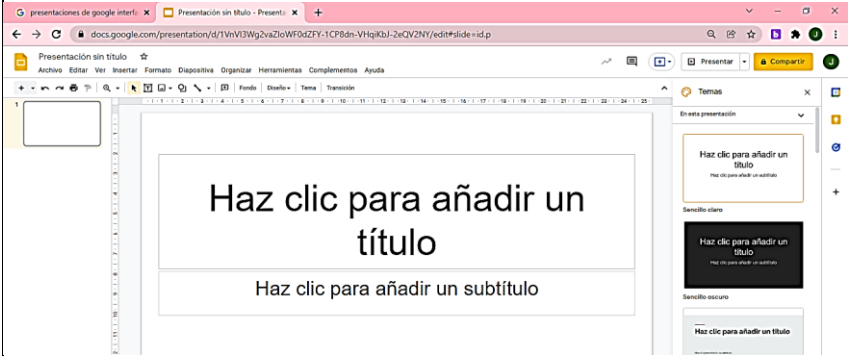 presentaciones de google interfa
Presentación sin título - Presenta
docs.google.com/presentation/d/1VnVl3Wg2vaZloWF0dZFY-1CP8dn-VHqiKbJ-2eQV2NY/edit#slide=id.p
Presentación sin título
Archivo Editar Ver Insertar Formato Diapositiva Organizar Herramientas Complementos Ayuda
Presentar
Compartir
Fondo Diseño Tema Transición
Temas
En esta presentación
1
Haz clic para añadir un
título
Haz clic para añadir un subtítulo
Haz clic para añadir un
título
Haz clic para añadir un subtítulo
Sencillo claro
Haz clic para añadir un
título
Haz clic para añadir un subtítulo
Sencillo oscuro
Haz clic para añadir un título